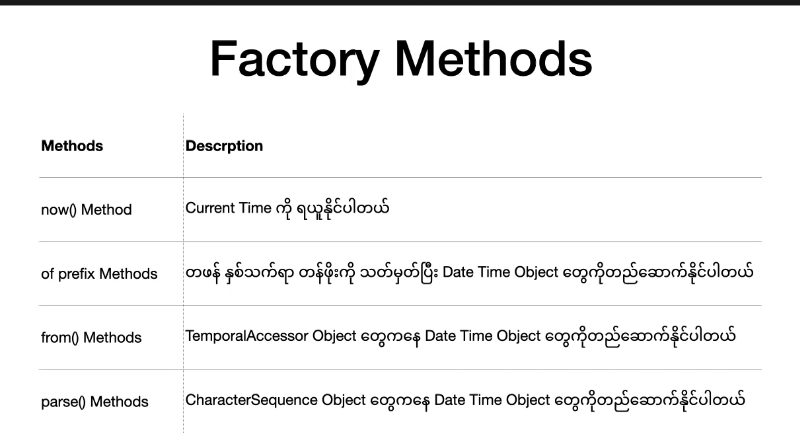 Factory Methods
Methods Descrption
now() Method Current Time ကို ရယူနိုင်ပါတယ်
of prefix Methods တဖန် နှစ်သက်ရာ တန်ဖိုးကို သတ်မှတ်ပြီး Date Time Object တွေကိုတည်ဆောက်နိုင်ပါတယ်
from() Methods TemporalAccessor Object တွေကနေ Date Time Object တွေကိုတည်ဆောက်နိုင်ပါတယ်
parse() Methods CharacterSequence Object တွေကနေ Date Time Object တွေကိုတည်ဆောက်နိုင်ပါတယ်